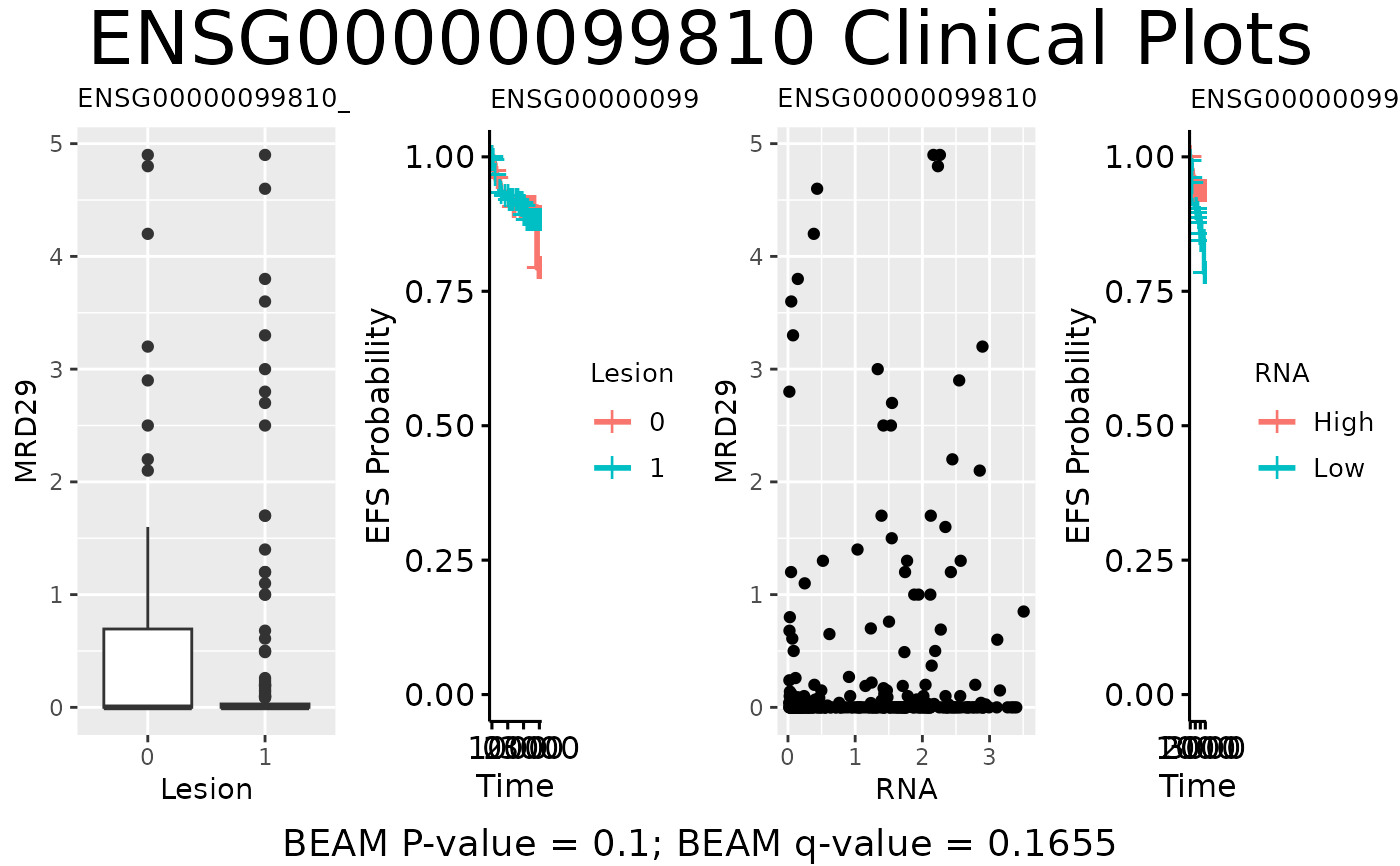 ENSG00000099810 Clinical Plots
ENSG00000099810_
ENSG00000099
ENSG00000099810
ENSG00000099
MRD29
5
4
3
2
1
0
0
1
Lesion
EFS Probability
1.00
0.75
0.50
0.25
0.00
Time
Lesion
0
1
MRD29
5
4
3
2
1
0
0
1
2
3
RNA
EFS Probability
1.00
0.75
0.50
0.25
0.00
Time
RNA
High
Low
BEAM P-value = 0.1; BEAM q-value = 0.1655